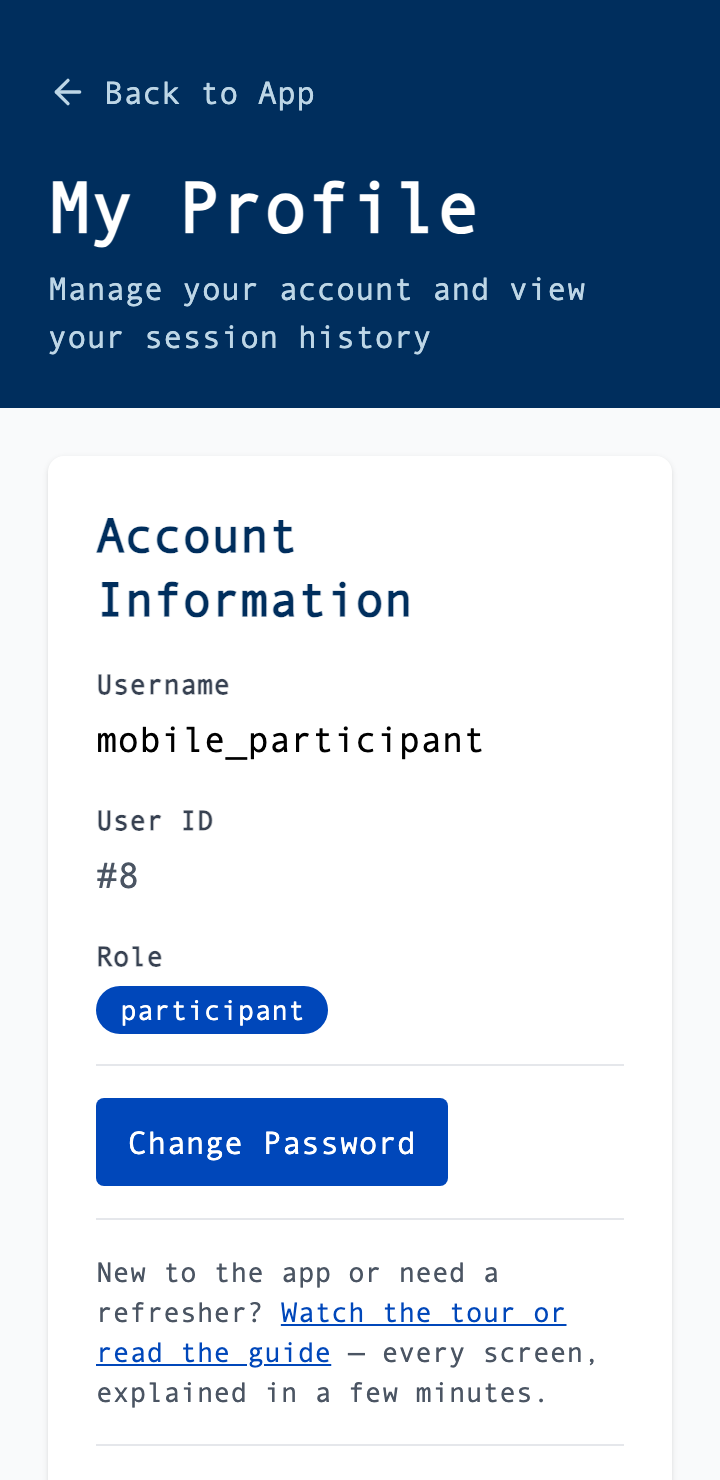 ← Back to App
My Profile
Manage your account and view
your session history
Account
Information
Username
mobile_participant
User ID
#8
Role
participant
Change Password
New to the app or need a
refresher? Watch the tour or
read the guide — every screen,
explained in a few minutes.